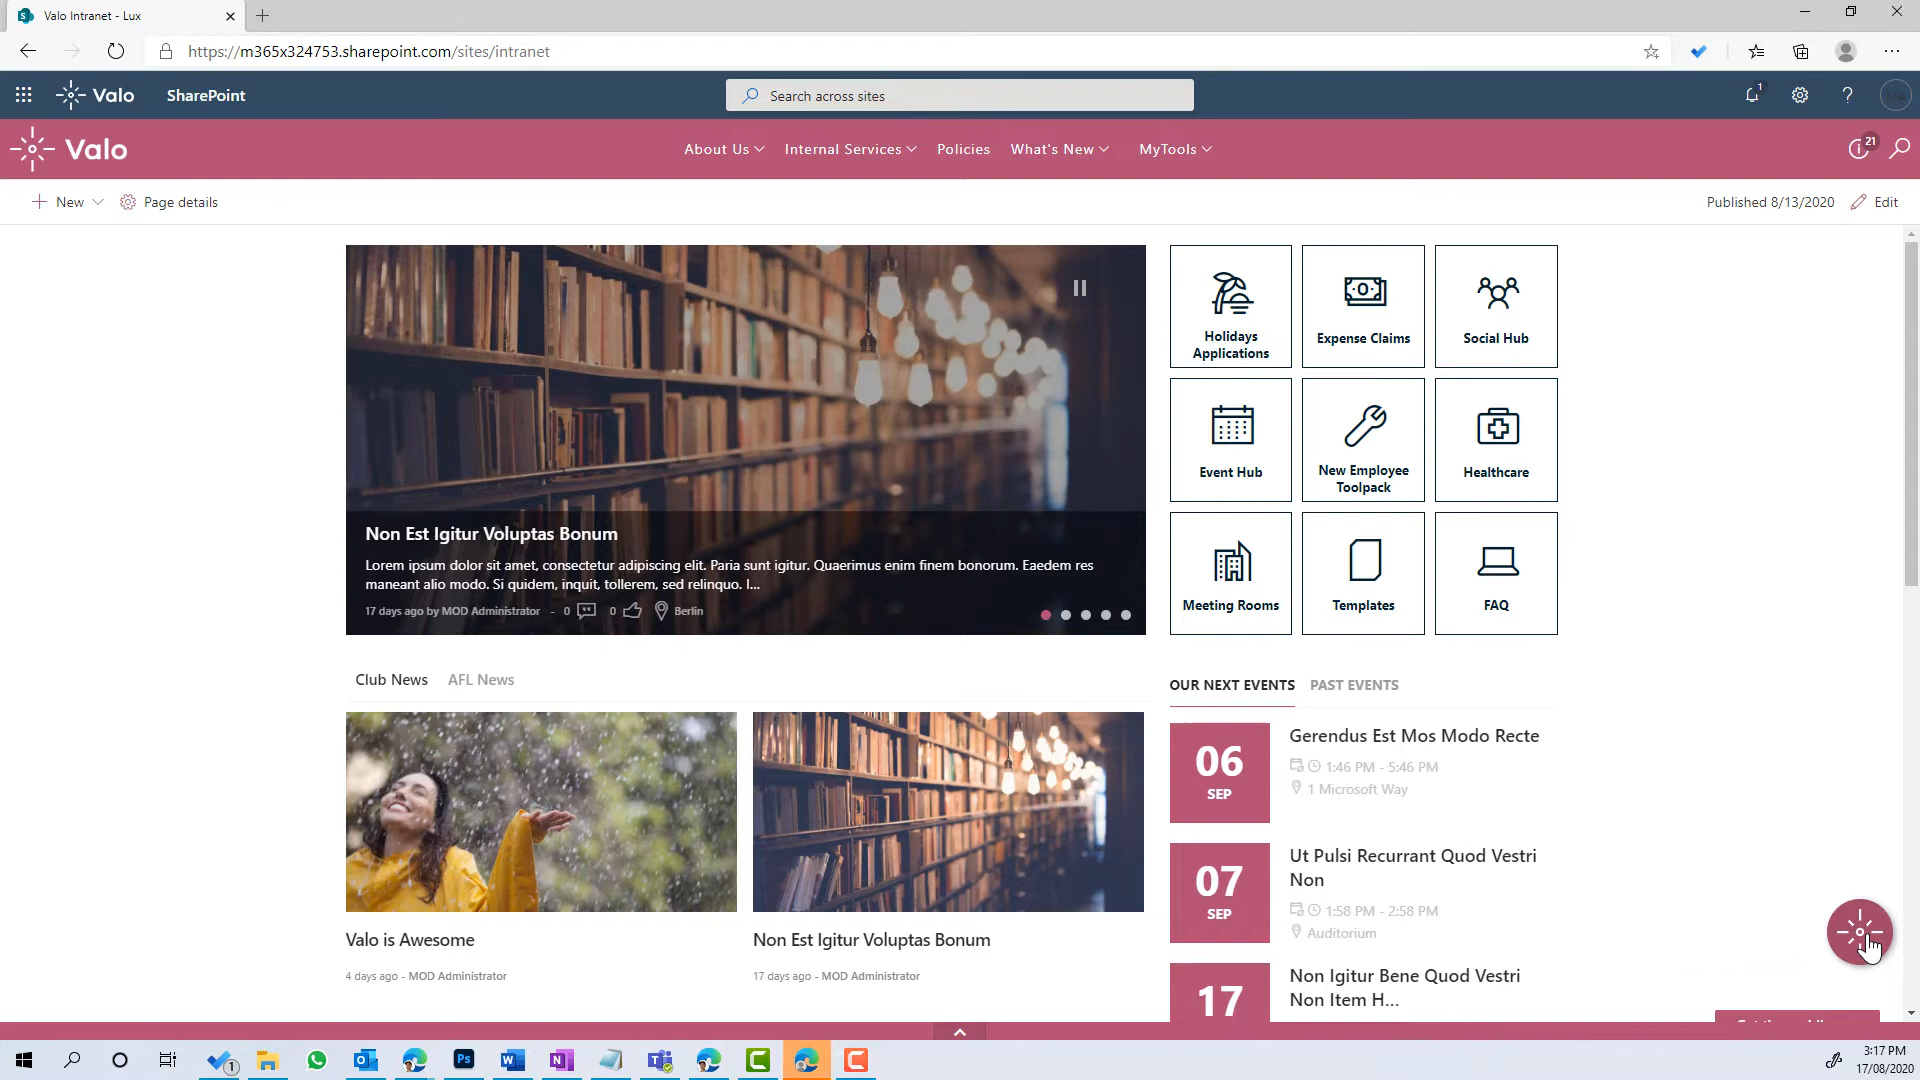 Valo Intranet - Lux
https://m365x324753.sharepoint.com/sites/intranet
Valo
SharePoint
Search across sites
1
Valo
About Us
Internal Services
Policies
What's New
MyTools
21
New
Page details
Published 8/13/2020
Edit
Non Est Igitur Voluptas Bonum
Lorem ipsum dolor sit amet, consectetur adipiscing elit. Paria sunt igitur. Quaerimus enim finem bonorum. Eaedem res
maneant alio modo. Si quidem, inquit, tollerem, sed relinquo. I...
17 days ago by MOD Administrator - 0 0 Berlin
Holidays
Applications
Expense Claims
Social Hub
Event Hub
New Employee
Toolpack
Healthcare
Meeting Rooms
Templates
FAQ
Club News
AFL News
Valo is Awesome
4 days ago - MOD Administrator
Non Est Igitur Voluptas Bonum
17 days ago - MOD Administrator
OUR NEXT EVENTS
PAST EVENTS
06
SEP
Gerendus Est Mos Modo Recte
1:46 PM - 5:46 PM
1 Microsoft Way
07
SEP
Ut Pulsi Recurrant Quod Vestri
Non
1:58 PM - 2:58 PM
Auditorium
17
Non Igitur Bene Quod Vestri
Non Item H...
1
3:17 PM
17/08/2020